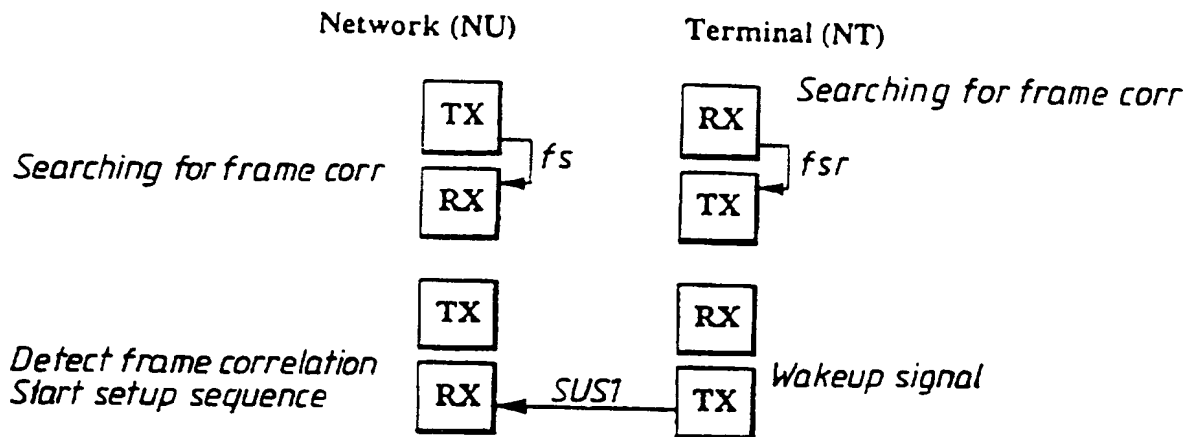 Network (NU)
Terminal (NT)
Searching for frame corr
TX
RX
fs
fsr
Searching for frame corr
RX
TX
TX
RX
Detect frame correlation
Start setup sequence
RX
SUS1
TX
Wakeup signal